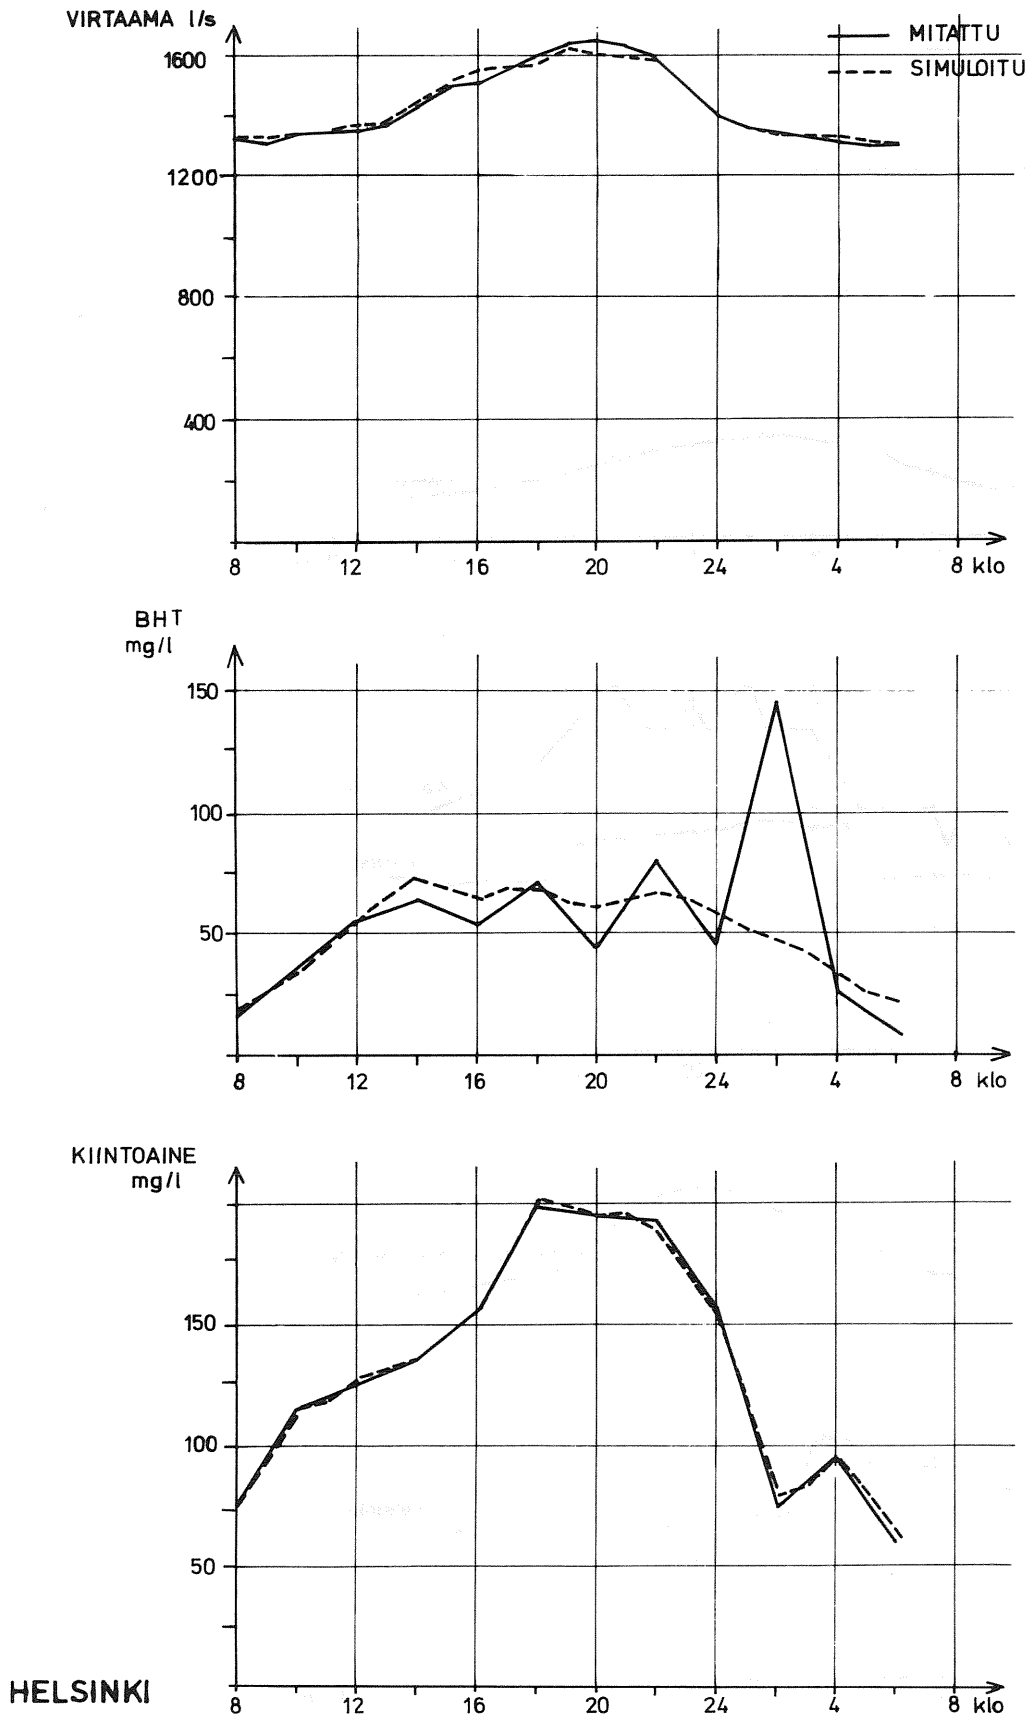 VIRTAAMA l/s
MITATTU
SIMULOITU
1600
1200
800
400
8 12 16 20 24 4 8 klo
BHT
mg/l
150
100
50
8 12 16 20 24 4 8 klo
KIINTOAINE
mg/l
150
100
50
HELSINKI
8 12 16 20 24 4 8 klo